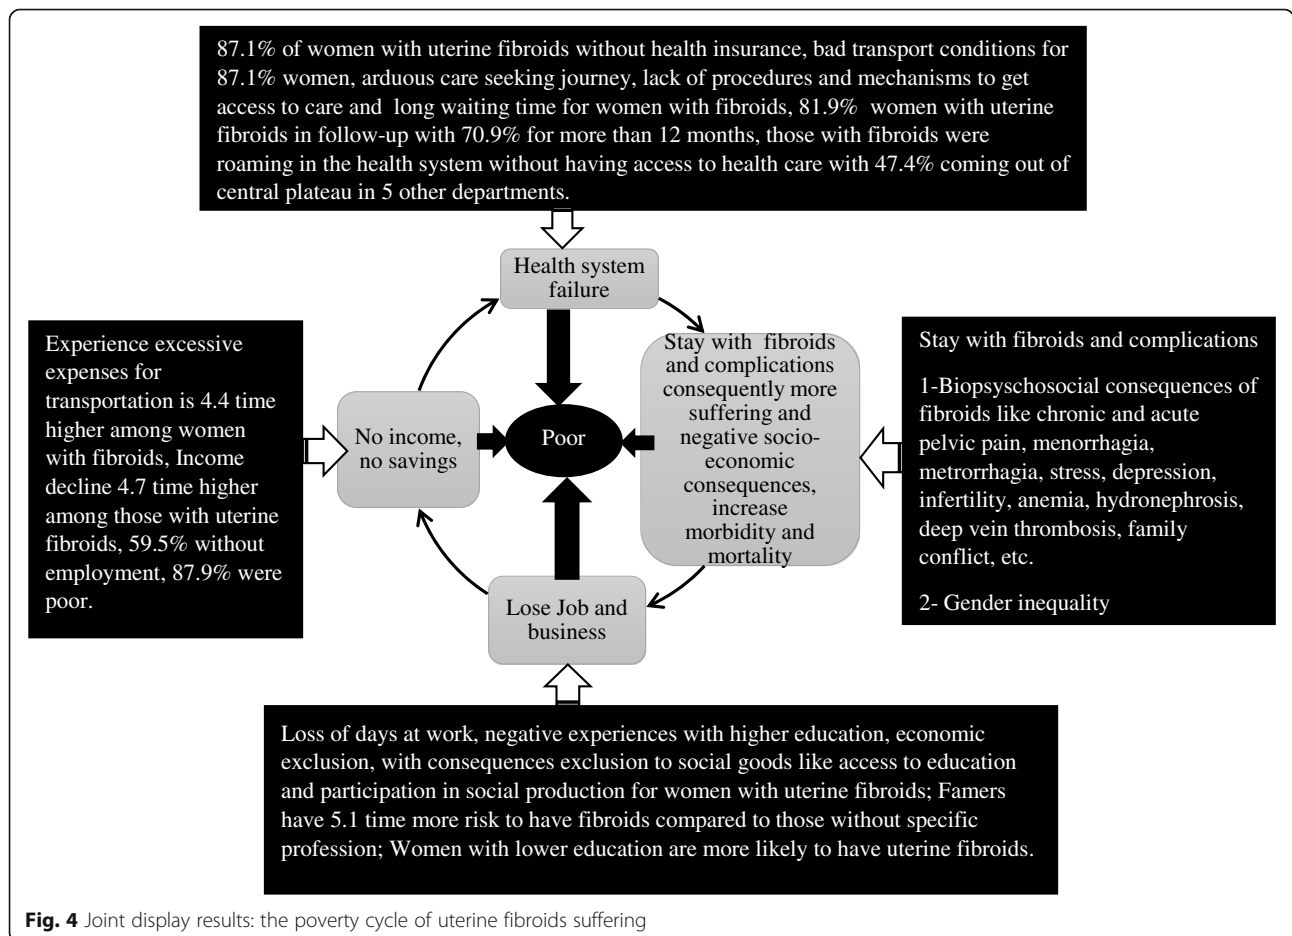 87.1% of women with uterine fibroids without health insurance, bad transport conditions for
87.1% women, arduous care seeking journey, lack of procedures and mechanisms to get
access to care and long waiting time for women with fibroids, 81.9% women with uterine
fibroids in follow-up with 70.9% for more than 12 months, those with fibroids were
roaming in the health system without having access to health care with 47.4% coming out of
central plateau in 5 other departments.
Health system
failure
Experience excessive
expenses for
transportation is 4.4 time
higher among women
with fibroids, Income
decline 4.7 time higher
among those with uterine
fibroids, 59.5% without
employment, 87.9% were
poor.
No income,
no savings
Poor
Stay with fibroids
and complications
consequently more
suffering and
negative socio-
economic
consequences,
increase
morbidity and
mortality
Stay with fibroids and complications
1-Biopsyschosocial consequences of
fibroids like chronic and acute
pelvic pain, menorrhagia,
metrorrhagia, stress, depression,
infertility, anemia, hydronephrosis,
deep vein thrombosis, family
conflict, etc.
2- Gender inequality
Lose Job and
business
Loss of days at work, negative experiences with higher education, economic
exclusion, with consequences exclusion to social goods like access to education
and participation in social production for women with uterine fibroids; Famers
have 5.1 time more risk to have fibroids compared to those without specific
profession; Women with lower education are more likely to have uterine fibroids.
Fig. 4 Joint display results: the poverty cycle of uterine fibroids suffering